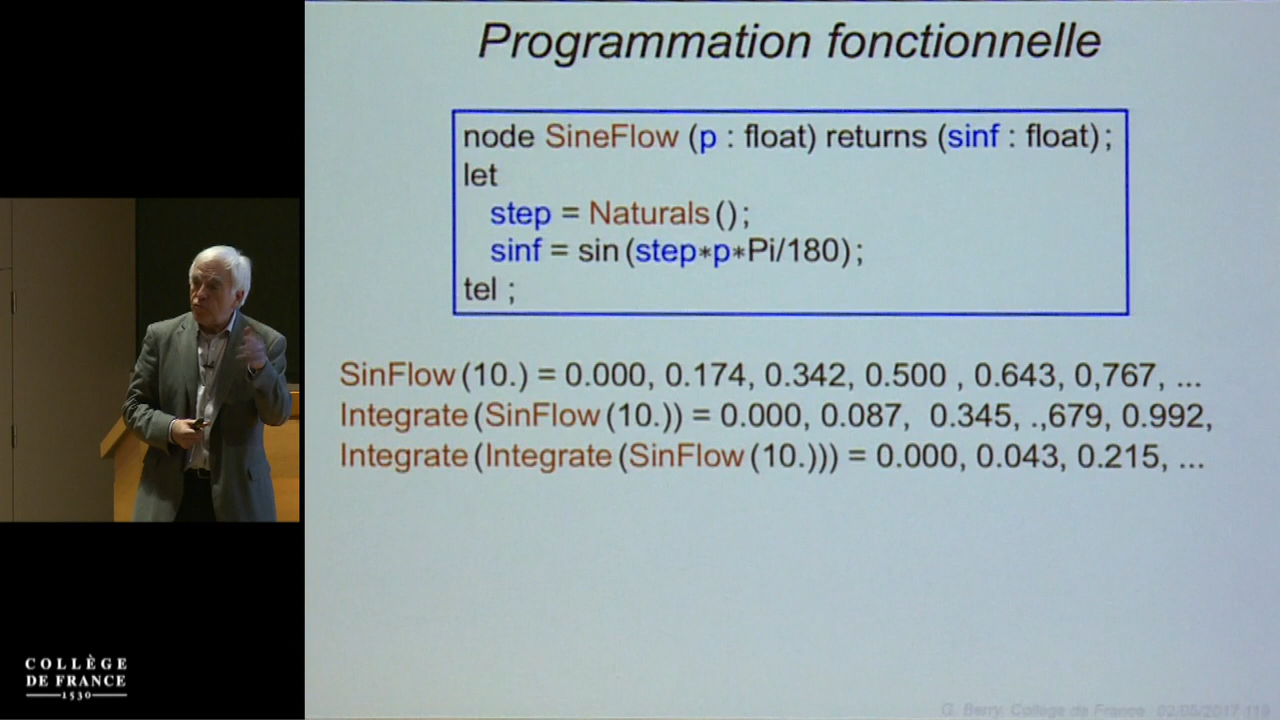 Programmation fonctionnelle
node SineFlow (p : float) returns (sinf : float) ;
let
step = Naturals () ;
sinf = sin (step*p*Pi/180) ;
tel ;
SinFlow (10.) = 0.000, 0.174, 0.342, 0.500 , 0.643, 0,767, ...
Integrate (SinFlow (10.)) = 0.000, 0.087, 0.345, .,679, 0.992,
Integrate (Integrate (SinFlow (10.))) = 0.000, 0.043, 0.215, ...
COLLÈGE
DE FRANCE
1530
G. Berry, Collège de France 02/05/2017